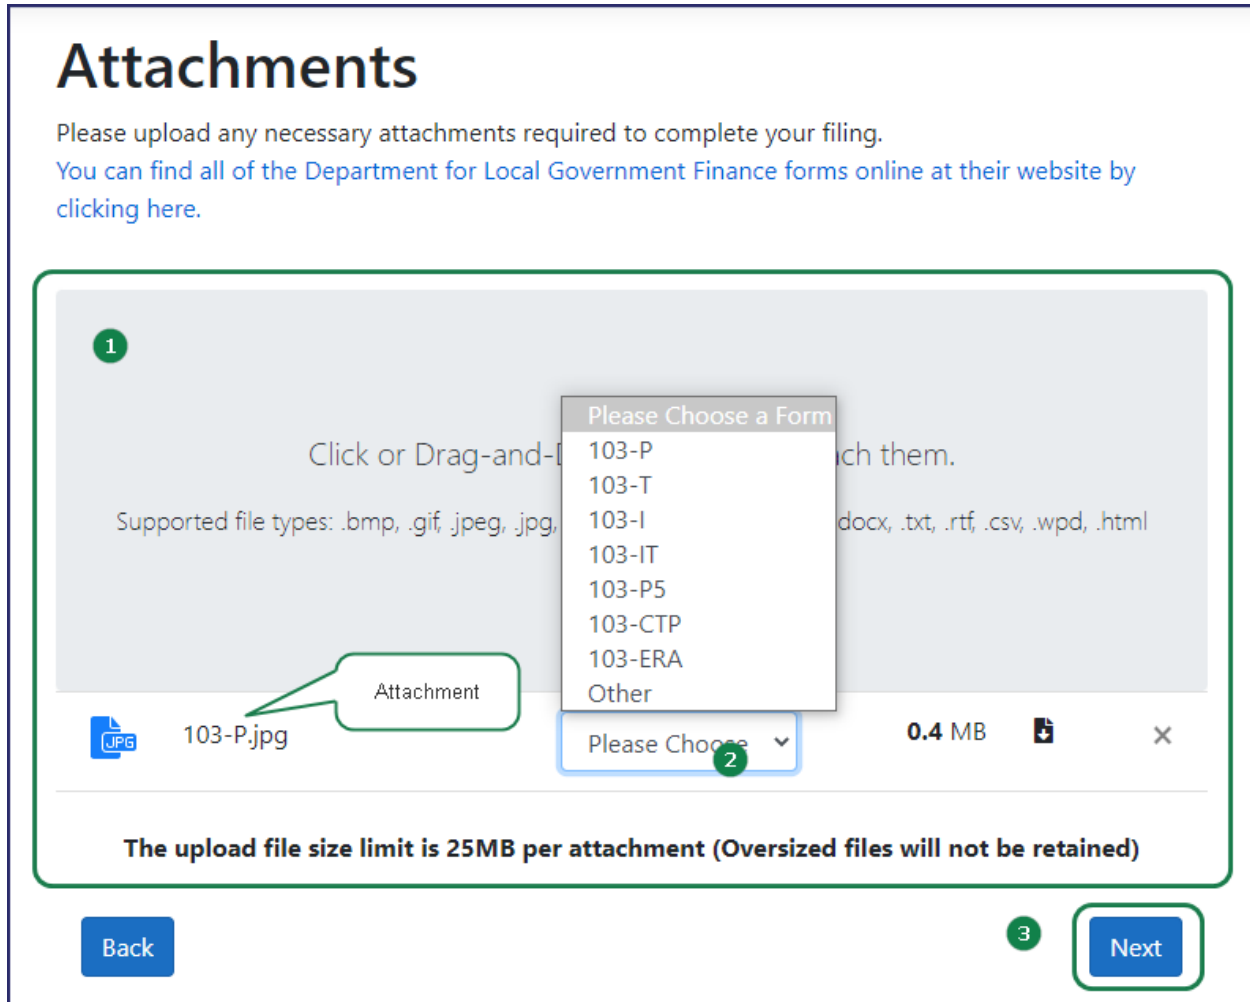 Attachments
Please upload any necessary attachments required to complete your filing.
You can find all of the Department for Local Government Finance forms online at their website by
clicking here.
1
Please Choose a Form
Click or Drag-and- 103-P ch them.
103-T
Supported file types: .bmp, .gif, .jpeg, .jpg, 103-I docx, .txt, .rtf, .csv, .wpd, .html
103-IT
103-P5
103-CTP
103-ERA
Attachment Other
JPG 103-P.jpg Please Choose 2 0.4 MB
The upload file size limit is 25MB per attachment (Oversized files will not be retained)
Back 3 Next